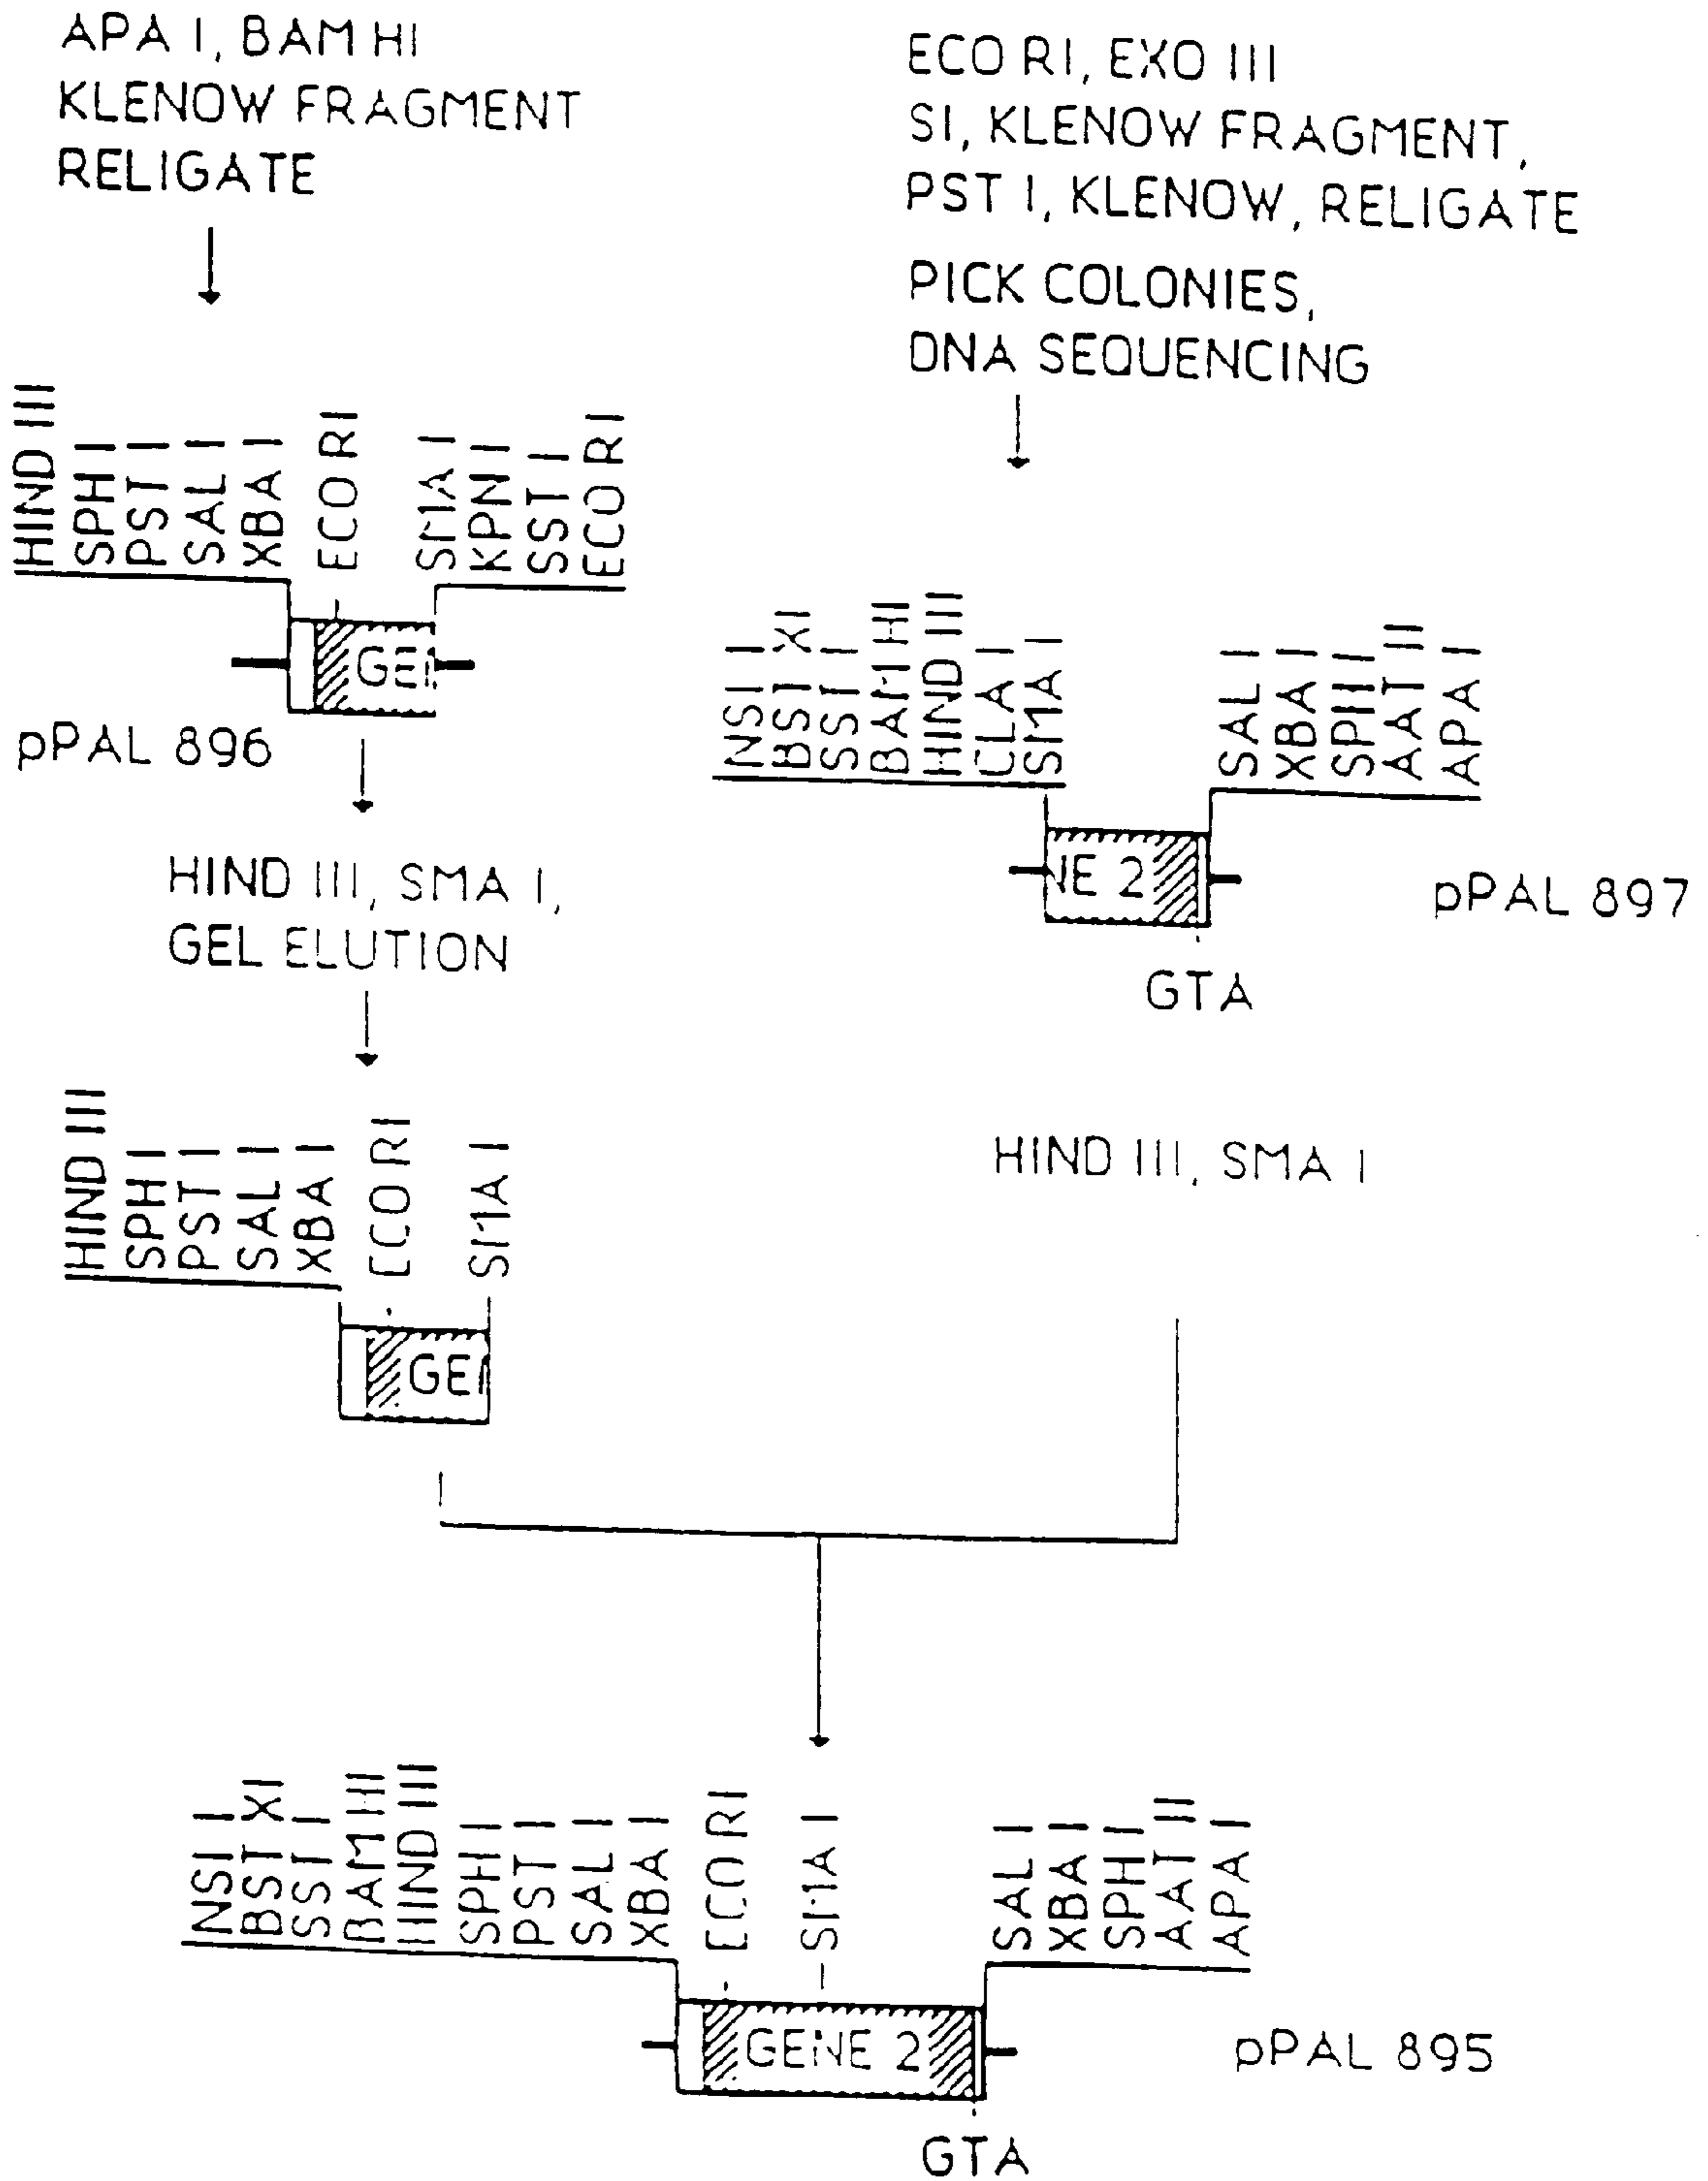 APA I, BAM HI
KLENOW FRAGMENT
RELIGATE
ECO RI, EXO III
SI, KLENOW FRAGMENT,
PST I, KLENOW, RELIGATE
PICK COLONIES,
DNA SEQUENCING
HIND III
SPH I
PST I
SAL I
XBA I
ECO RI
SMA I
KPN I
SST I
ECO RI
GEN
pPAL 896
NSI I
BST XI
SST I
BAM HI
HIND III
CLA I
SMA I
SAL I
XBA I
SPH I
AAT II
APA I
NE 2
pPAL 897
GTA
HIND III, SMA I,
GEL ELUTION
HIND III
SPH I
PST I
SAL I
XBA I
ECO RI
SMA I
GEN
HIND III, SMA I
NSI I
BST XI
SST I
BAM HI
HIND III
SPH I
PST I
SAL I
XBA I
ECO RI
SMA I
SAL I
XBA I
SPH I
AAT II
APA I
GENE 2
pPAL 895
GTA